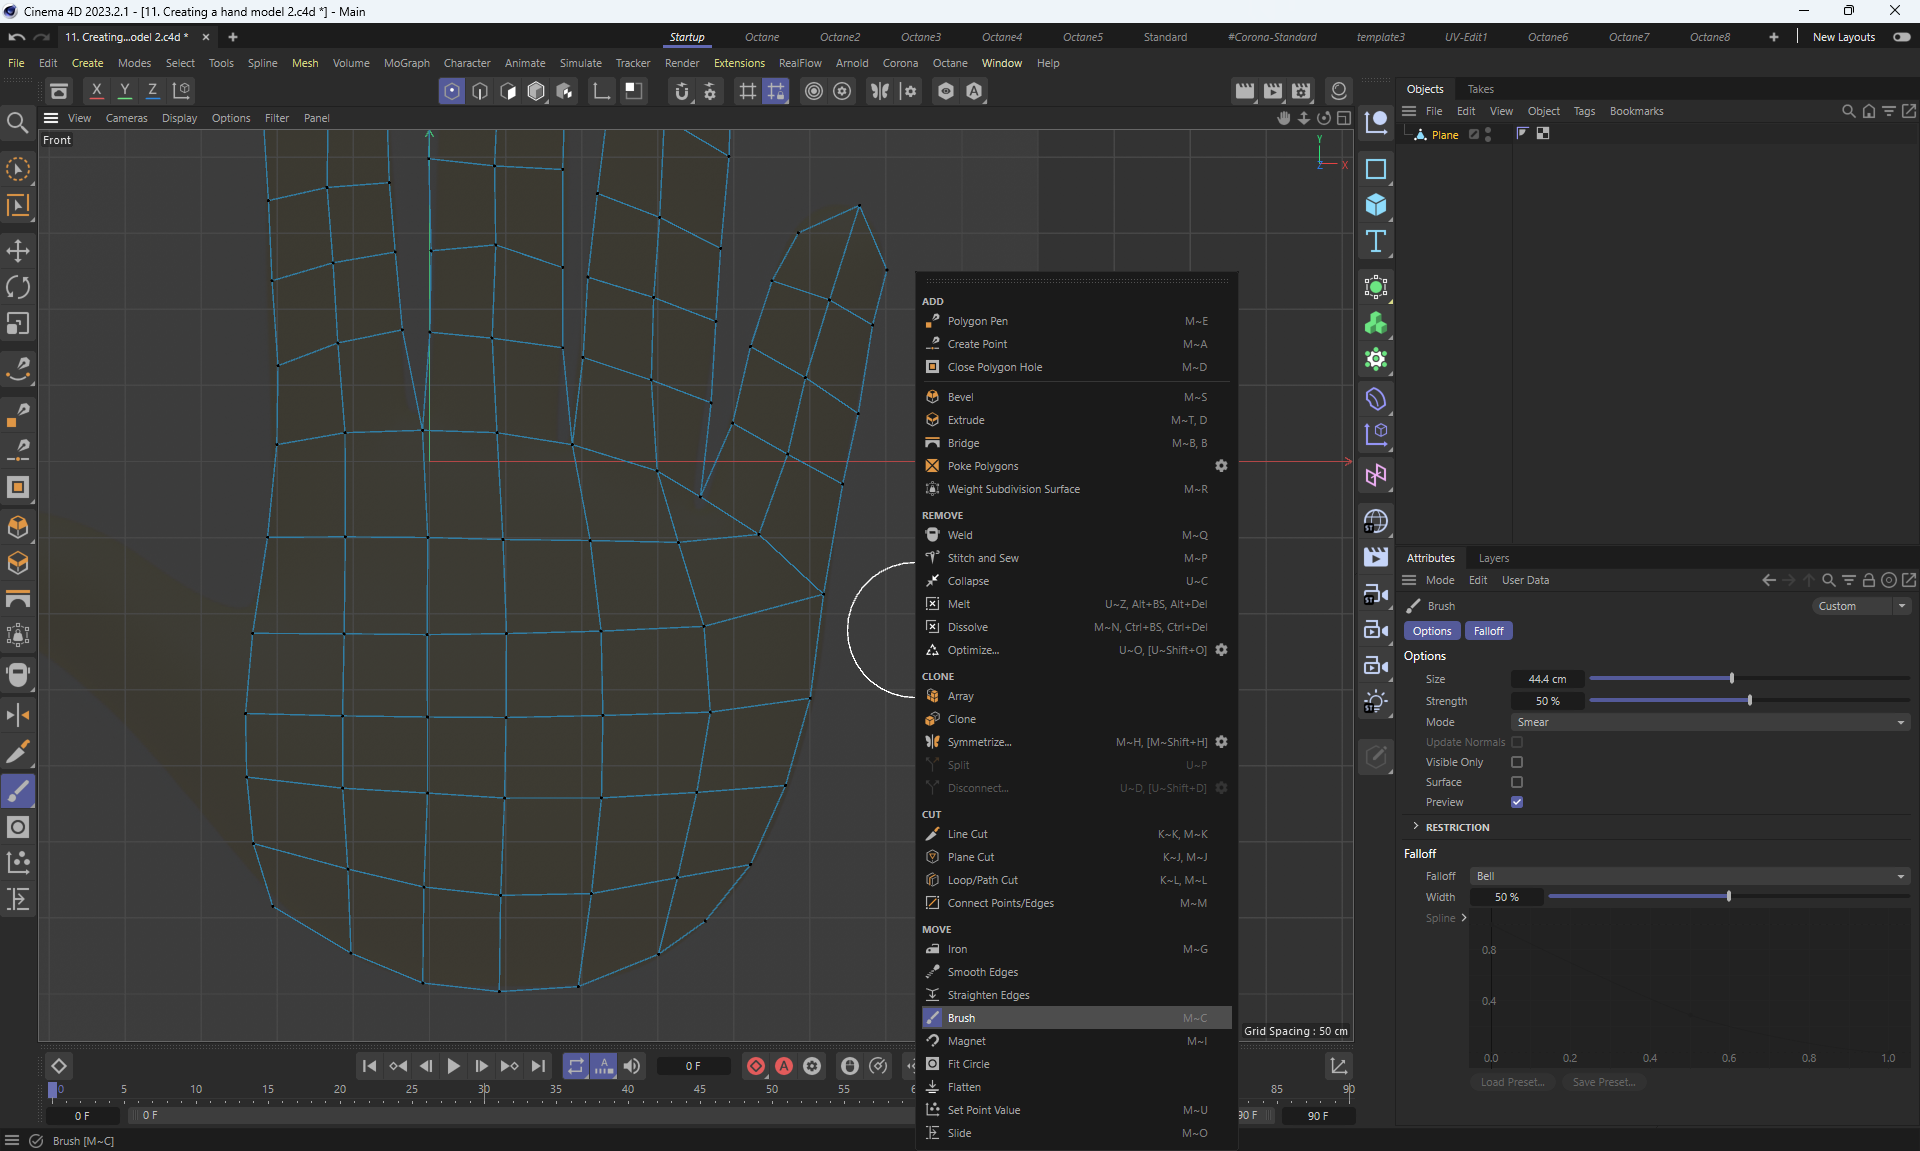 Cinema 4D 2023.2.1 - [11. Creating a hand model 2.c4d *] - Main
11. Creating...odel 2.c4d *
Startup Octane Octane2 Octane3 Octane4 Octane5 Standard #Corona-Standard template3 UV-Edit1 Octane6 Octane7 Octane8 New Layouts
File Edit Create Modes Select Tools Spline Mesh Volume MoGraph Character Animate Simulate Tracker Render Extensions RealFlow Arnold Corona Octane Window Help
X Y Z
Objects Takes
File Edit View Object Tags Bookmarks
View Cameras Display Options Filter Panel
Plane
Front
Y
Z X
ADD
Polygon Pen M~E
Create Point M~A
Close Polygon Hole M~D
Bevel M~S
Extrude M~T, D
Bridge M~B, B
Poke Polygons
Weight Subdivision Surface M~R
REMOVE
Weld M~Q
Stitch and Sew M~P
Collapse U~C
Melt U~Z, Alt+BS, Alt+Del
Dissolve M~N, Ctrl+BS, Ctrl+Del
Optimize... U~O, [U~Shift+O]
CLONE
Array
Clone
Symmetrize... M~H, [M~Shift+H]
Split U~P
Disconnect... U~D, [U~Shift+D]
CUT
Line Cut K~K, M~K
Plane Cut K~J, M~J
Loop/Path Cut K~L, M~L
Connect Points/Edges M~M
MOVE
Iron M~G
Smooth Edges
Straighten Edges
Brush M~C
Magnet M~I
Fit Circle
Flatten
Set Point Value M~U
Slide M~O
Grid Spacing : 50 cm
ST
ST
ST
Attributes Layers
Mode Edit User Data
Brush Custom
Options Falloff
Options
Size 44.4 cm
Strength 50 %
Mode Smear
Update Normals
Visible Only
Surface
Preview
RESTRICTION
Falloff
Falloff Bell
Width 50 %
Spline
0.8
0.4
0.0 0.2 0.4 0.6 0.8 1.0
Load Preset... Save Preset...
0 F
0 5 10 15 20 25 30 35 40 45 50 55 85 90
0 F 0 F 90 F 90 F
Brush [M~C]